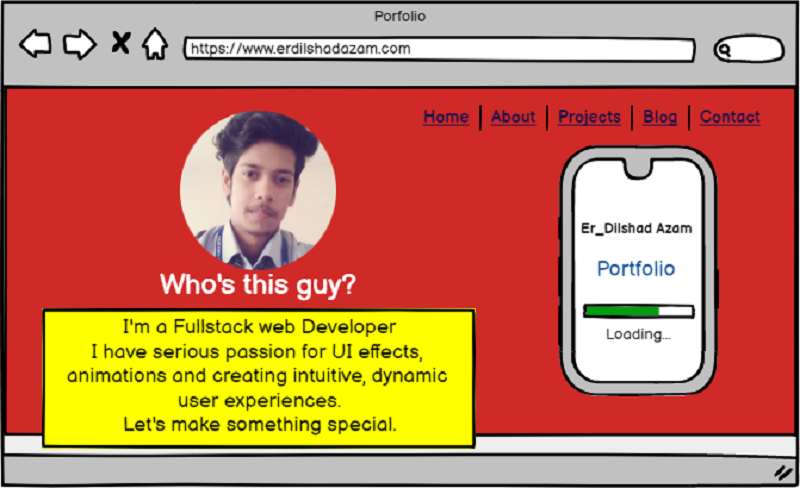 Porfolio
https://www.erdilshadazam.com
Home | About | Projects | Blog | Contact
Er_Dilshad Azam
Portfolio
Loading...
Who's this guy?
I'm a Fullstack web Developer
I have serious passion for UI effects,
animations and creating intuitive, dynamic
user experiences.
Let's make something special.